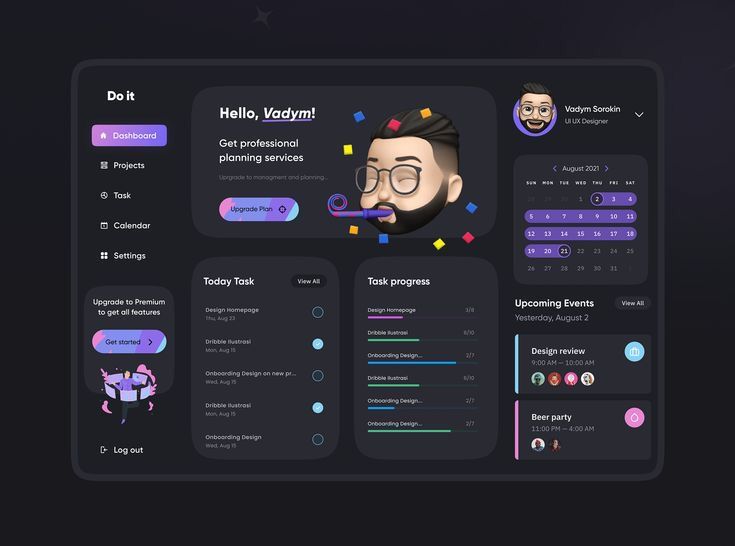 Do it
Dashboard
Projects
Task
Calendar
Settings
Upgrade to Premium
to get all features
Get started
Log out
Hello, Vadym!
Get professional
planning services
Upgrade to managment and planning...
Upgrade Plan
Today Task
View All
Design Homepage
Thu, Aug 23
Dribble Ilustrasi
Mon, Aug 15
Onboarding Design on new pr...
Wed, Aug 15
Dribble Ilustrasi
Mon, Aug 15
Onboarding Design
Wed, Aug 15
Task progress
Design Homepage 3/8
Dribble Ilustrasi 8/10
Onboarding Design... 2/7
Dribble Ilustrasi 8/10
Onboarding Design... 2/7
Onboarding Design... 2/7
Vadym Sorokin
UI UX Designer
August 2021
SUN MON TUE WED THU FRI SAT
29 30 31 1 2 3 4
5 6 7 8 9 10 11
12 13 14 15 16 17 18
19 20 21 22 23 24 25
26 27 28 29 30 31 1
Upcoming Events
View All
Yesterday, August 2
Design review
9:00 AM — 10:00 AM
Beer party
11:00 PM — 4:00 AM